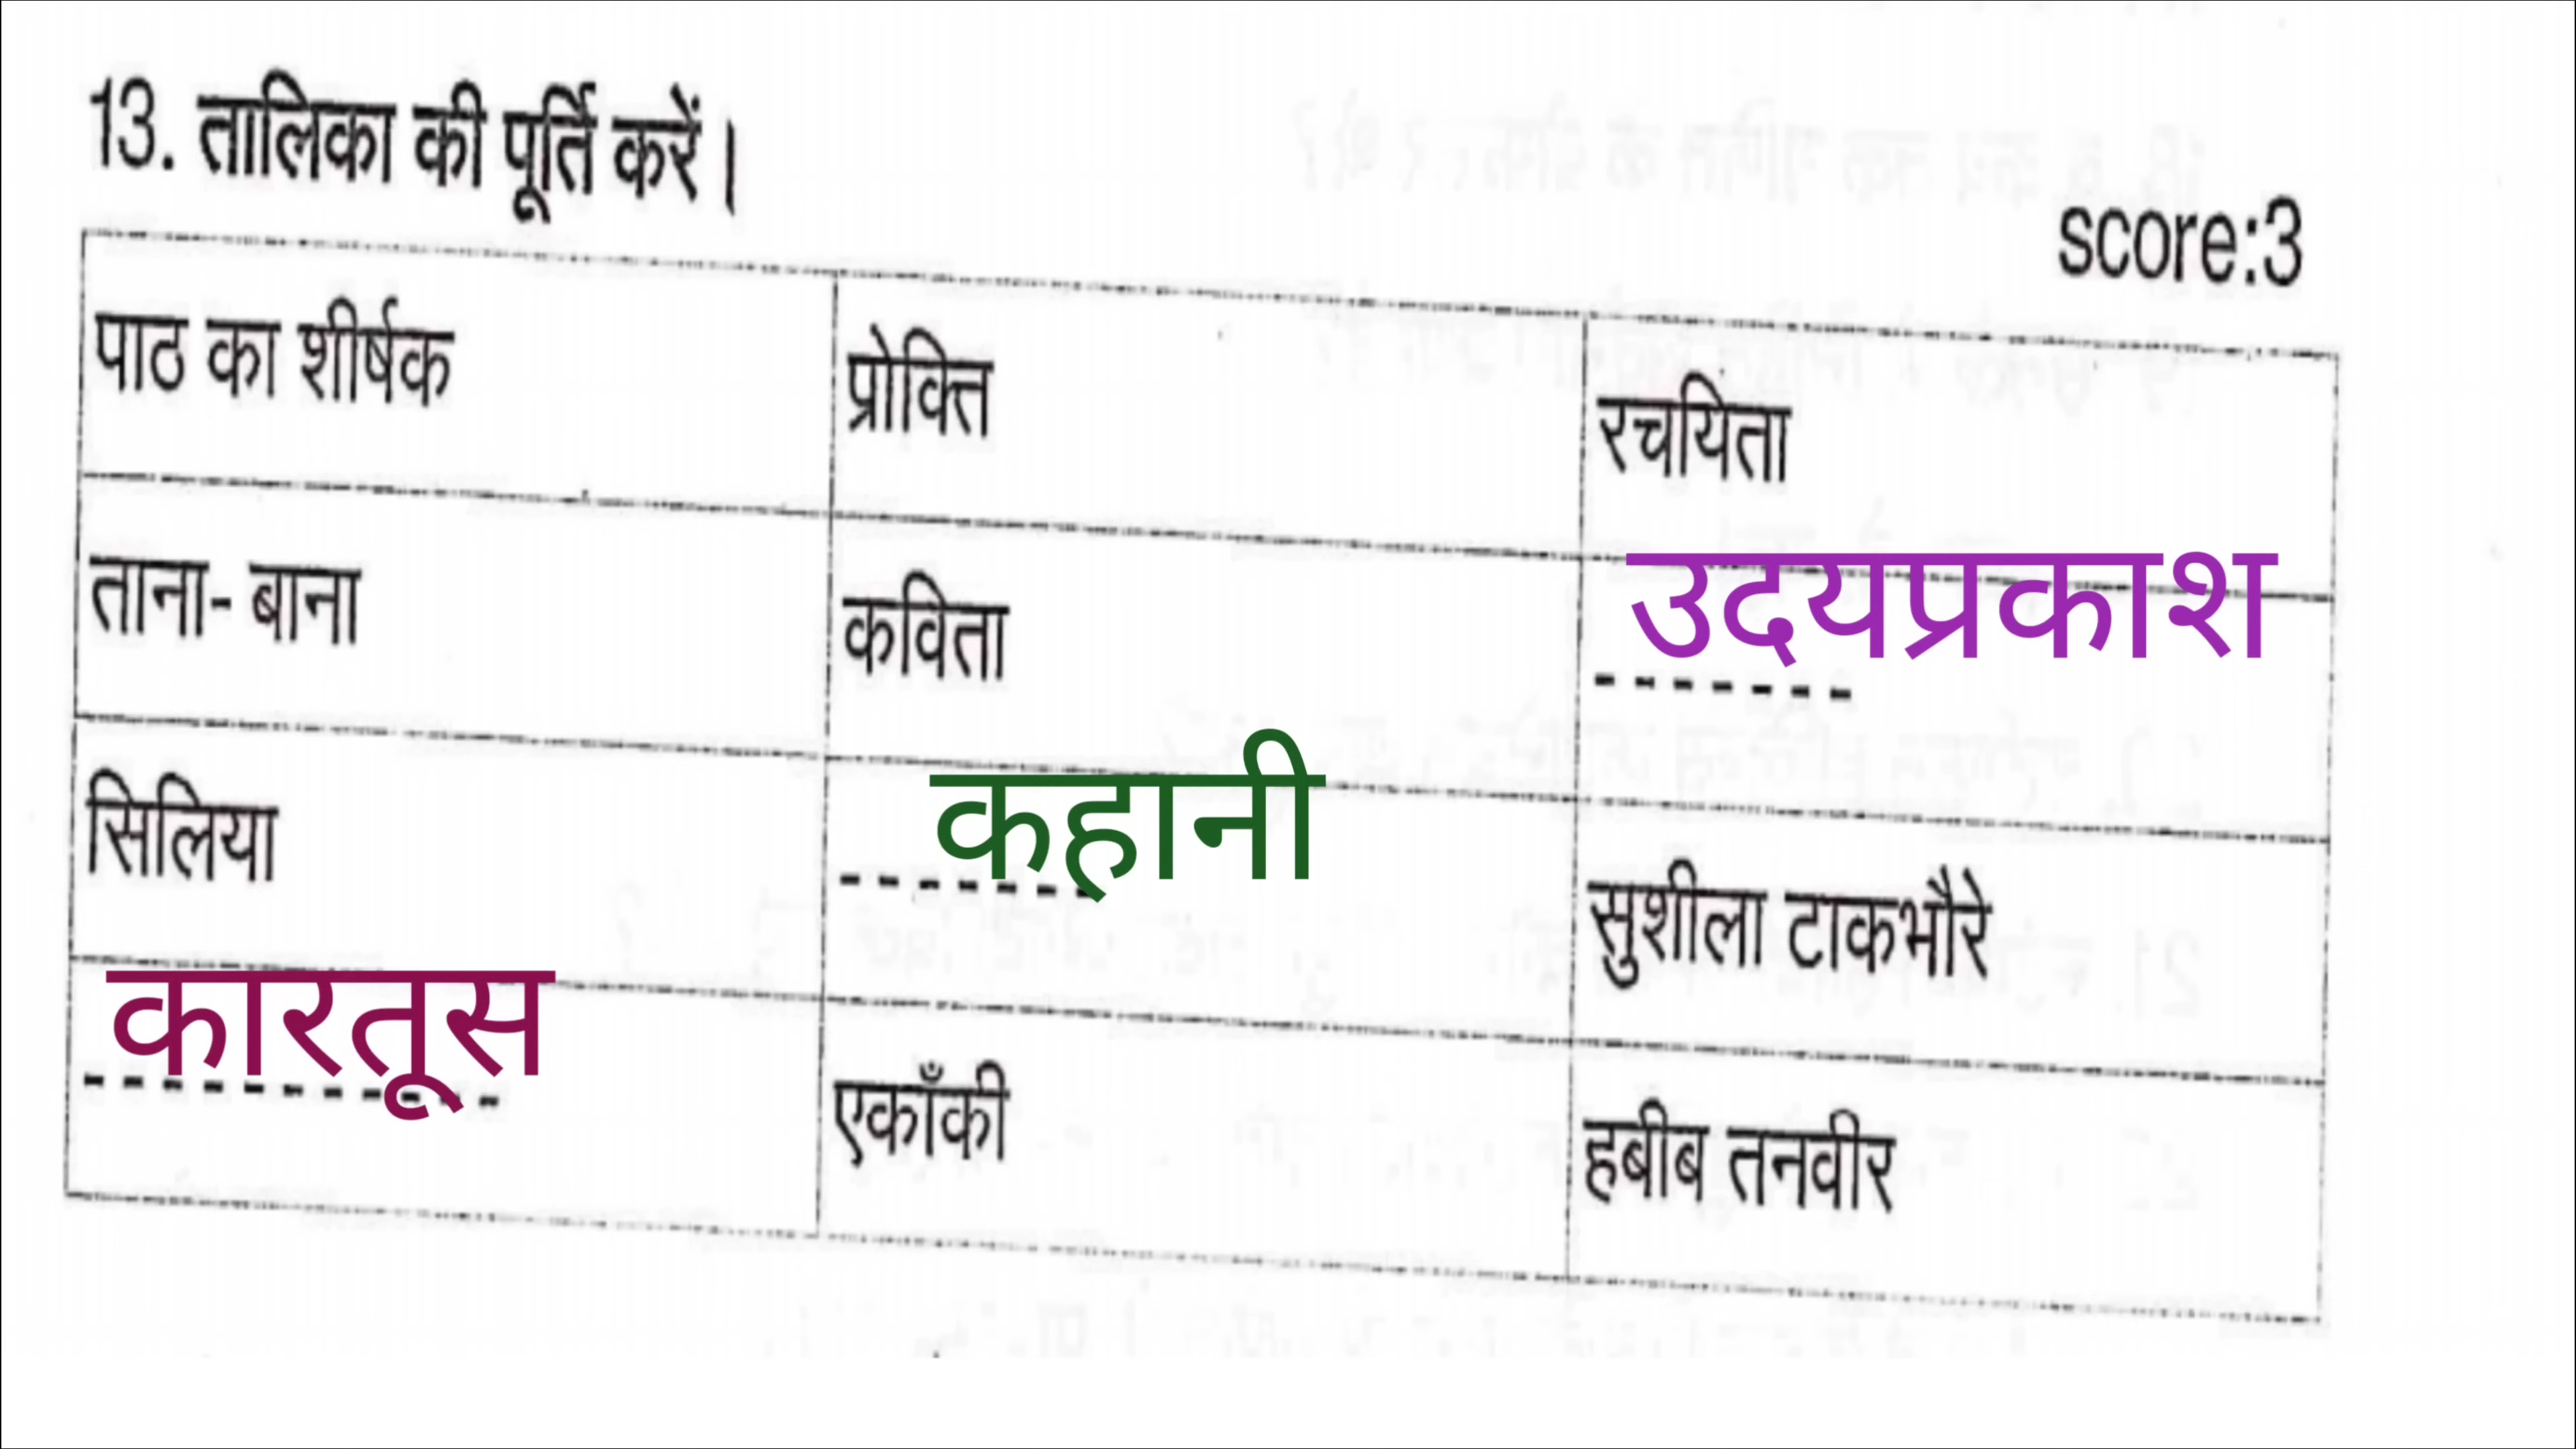 13. तालिका की पूर्ति करें।
score:3
पाठ का शीर्षक प्रोक्ति रचयिता
ताना- बाना कविता उदयप्रकाश
-------
सिलिया कहानी सुशीला टाकभौरे
-------
कारतूस एकाँकी हबीब तनवीर
-----------